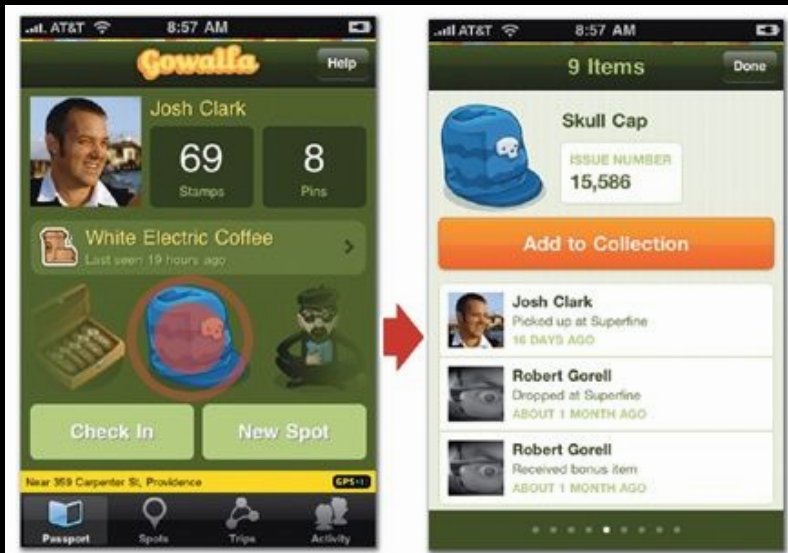 AT&T 8:57 AM
Gowalla Help
Josh Clark
69 8
Stamps Pins
White Electric Coffee
Last seen 19 hours ago
Check In New Spot
Near 359 Carpenter St, Providence GPS
Passport Spots Trips Activity
AT&T 8:57 AM
9 Items Done
Skull Cap
ISSUE NUMBER
15,586
Add to Collection
Josh Clark
Picked up at Superfine
16 DAYS AGO
Robert Gorell
Dropped at Superfine
ABOUT 1 MONTH AGO
Robert Gorell
Received bonus item
ABOUT 1 MONTH AGO